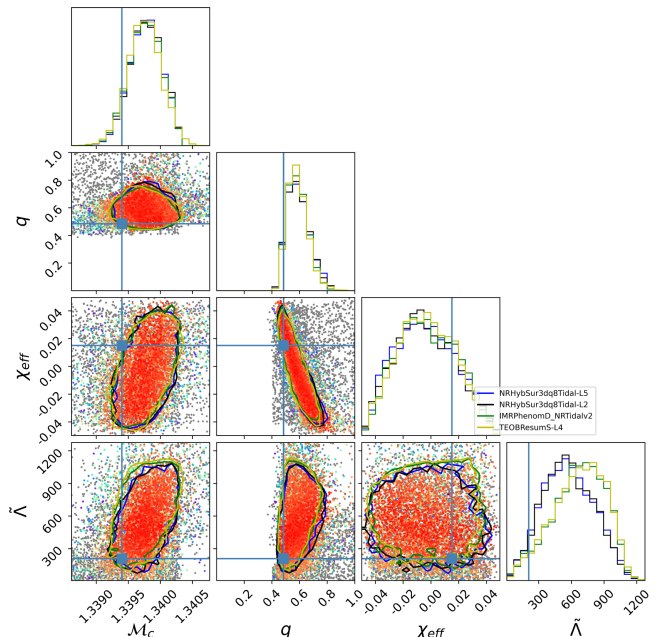 1.0
0.8
0.6
0.4
0.2
q
0.04
0.02
0.00
-0.02
-0.04
χeff
NRHybSur3dq8Tidal-L5
NRHybSur3dq8Tidal-L2
IMRPhenomD_NRTidalv2
TEOBResumS-L4
1200
900
600
300
Λ̃
1.3390
1.3395
1.3400
1.3405
0.2
0.4
0.6
0.8
1.0
-0.04
-0.02
0.00
0.02
0.04
300
600
900
1200
ℳc
q
χeff
Λ̃